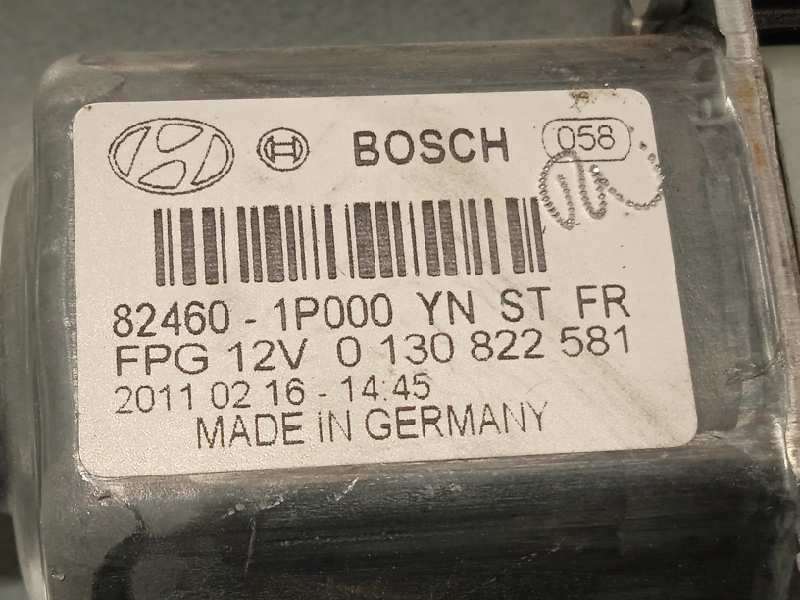 BOSCH 058
82460-1P000 YN ST FR
FPG 12V 0 130 822 581
2011 02 16 - 14:45
MADE iN GERMANY